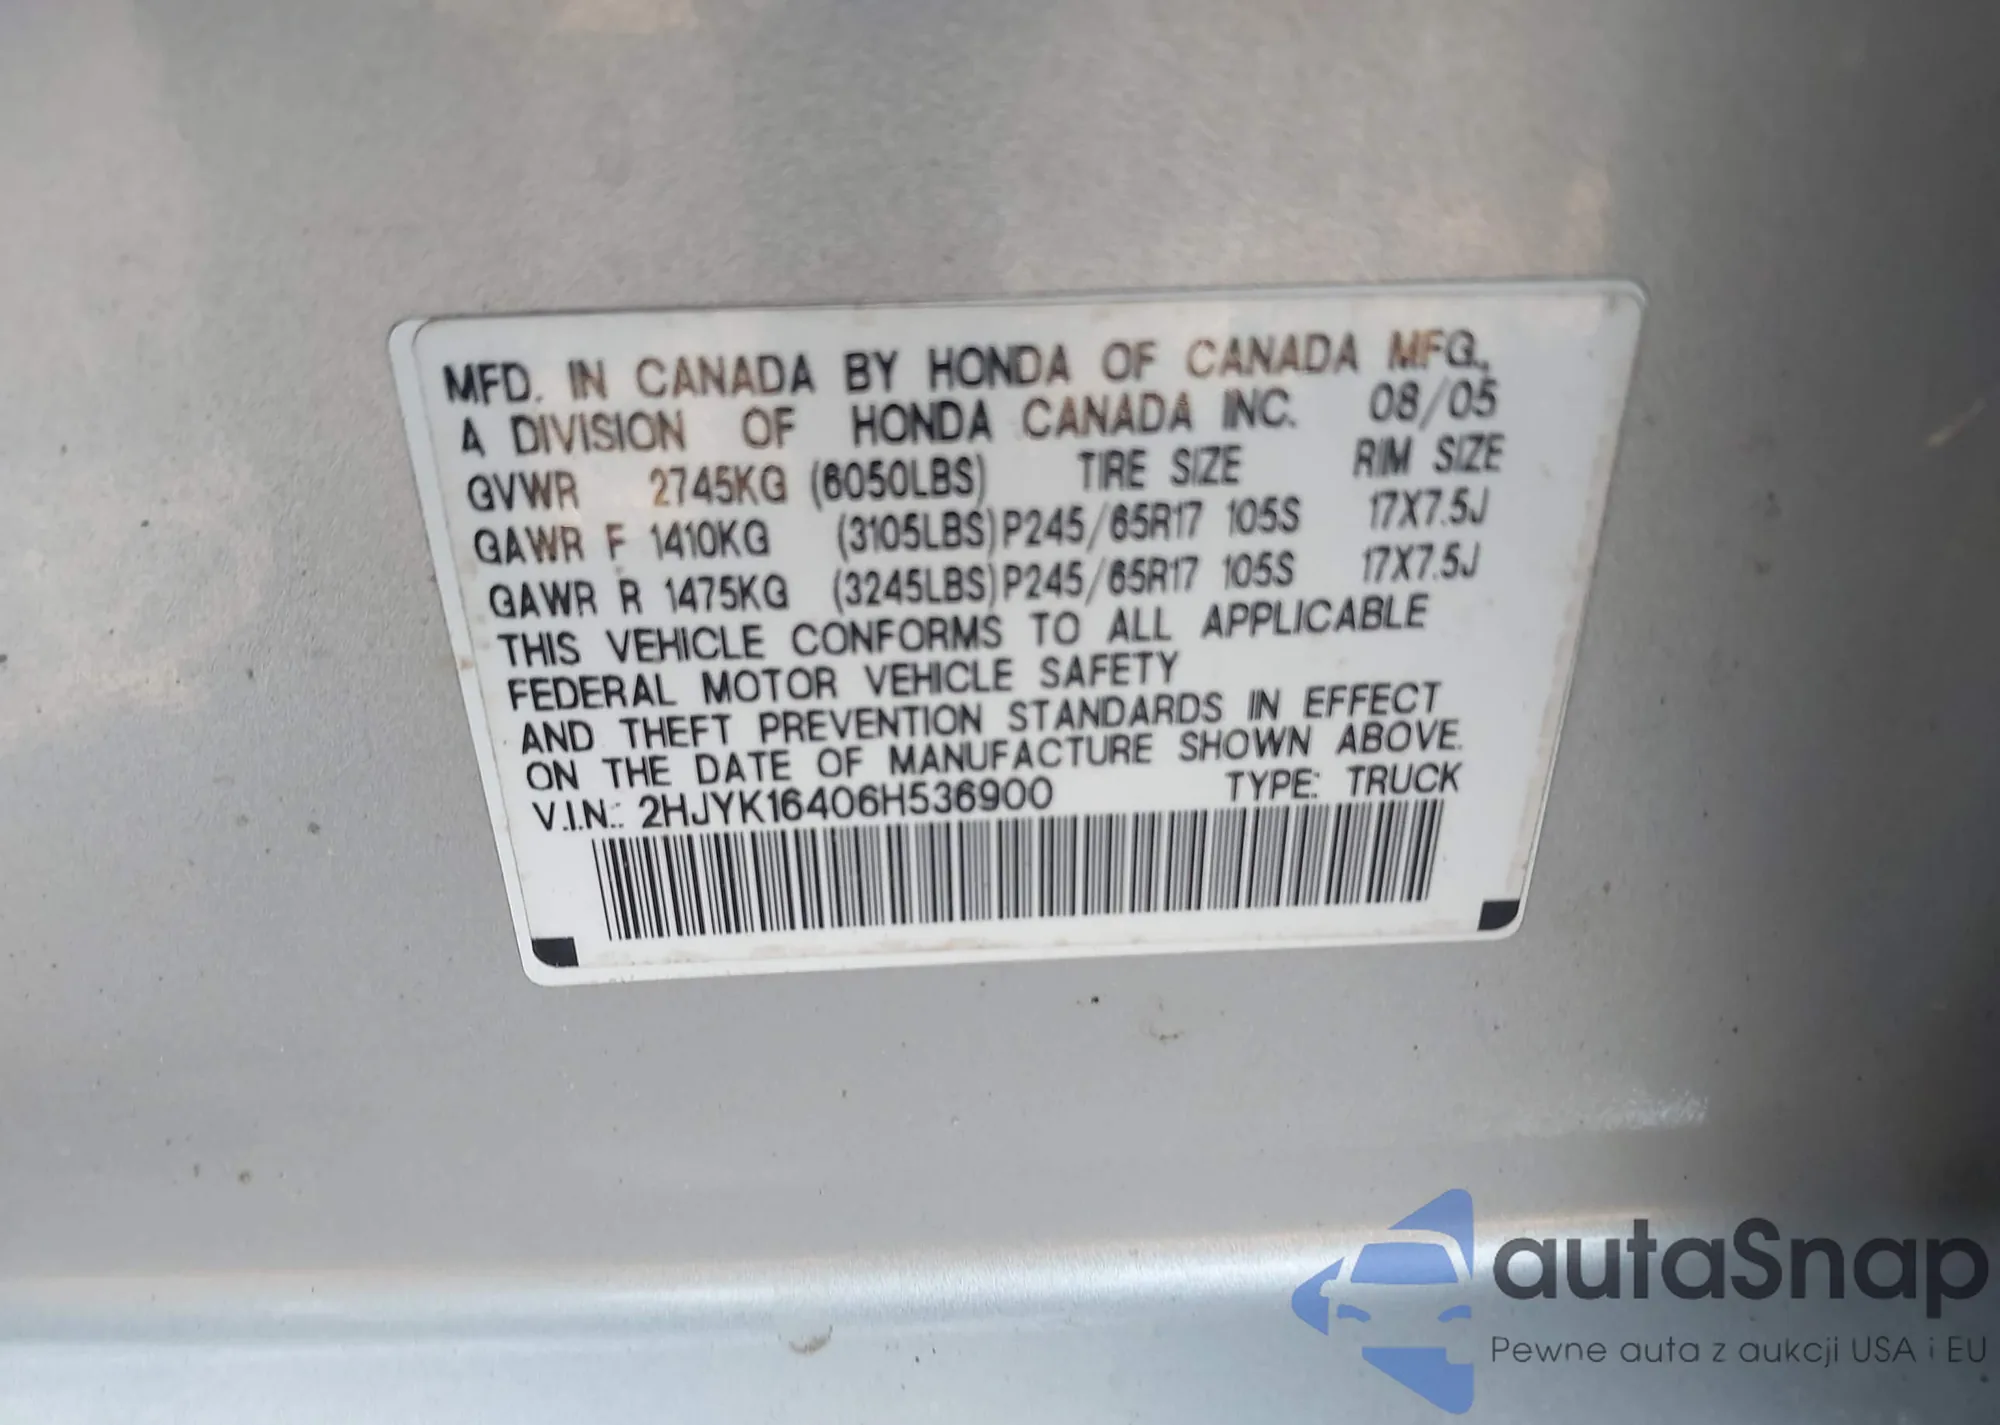 MFD. IN CANADA BY HONDA OF CANADA MFG.,
A DIVISION OF HONDA CANADA INC. 08/05
GVWR 2745KG (6050LBS) TIRE SIZE RIM SIZE
GAWR F 1410KG (3105LBS) P245/65R17 105S 17X7.5J
GAWR R 1475KG (3245LBS) P245/65R17 105S 17X7.5J
THIS VEHICLE CONFORMS TO ALL APPLICABLE
FEDERAL MOTOR VEHICLE SAFETY
AND THEFT PREVENTION STANDARDS IN EFFECT
ON THE DATE OF MANUFACTURE SHOWN ABOVE.
V.I.N.: 2HJYK16406H536900 TYPE: TRUCK
autaSnap
Pewne auta z aukcji USA i EU